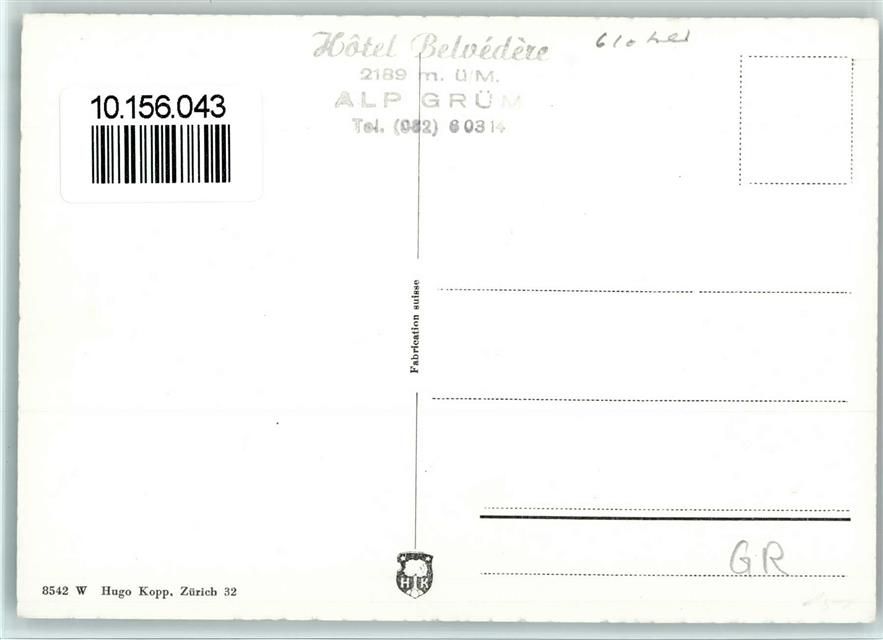 Hôtel Belvédère
2189 m. ü/M.
ALP GRÜM
Tel. (082) 6 03 14
10.156.043
Fabrication suisse
GR
H K
8542 W Hugo Kopp, Zürich 32